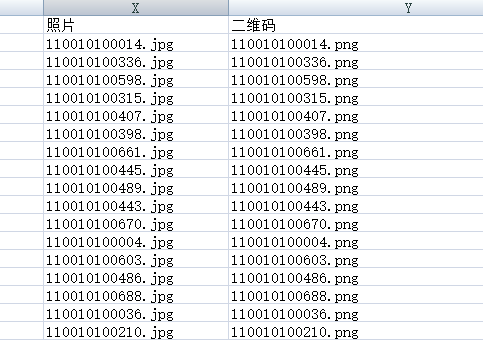 X Y
照片 二维码
110010100014.jpg 110010100014.png
110010100336.jpg 110010100336.png
110010100598.jpg 110010100598.png
110010100315.jpg 110010100315.png
110010100407.jpg 110010100407.png
110010100398.jpg 110010100398.png
110010100661.jpg 110010100661.png
110010100445.jpg 110010100445.png
110010100489.jpg 110010100489.png
110010100443.jpg 110010100443.png
110010100670.jpg 110010100670.png
110010100004.jpg 110010100004.png
110010100603.jpg 110010100603.png
110010100486.jpg 110010100486.png
110010100688.jpg 110010100688.png
110010100036.jpg 110010100036.png
110010100210.jpg 110010100210.png